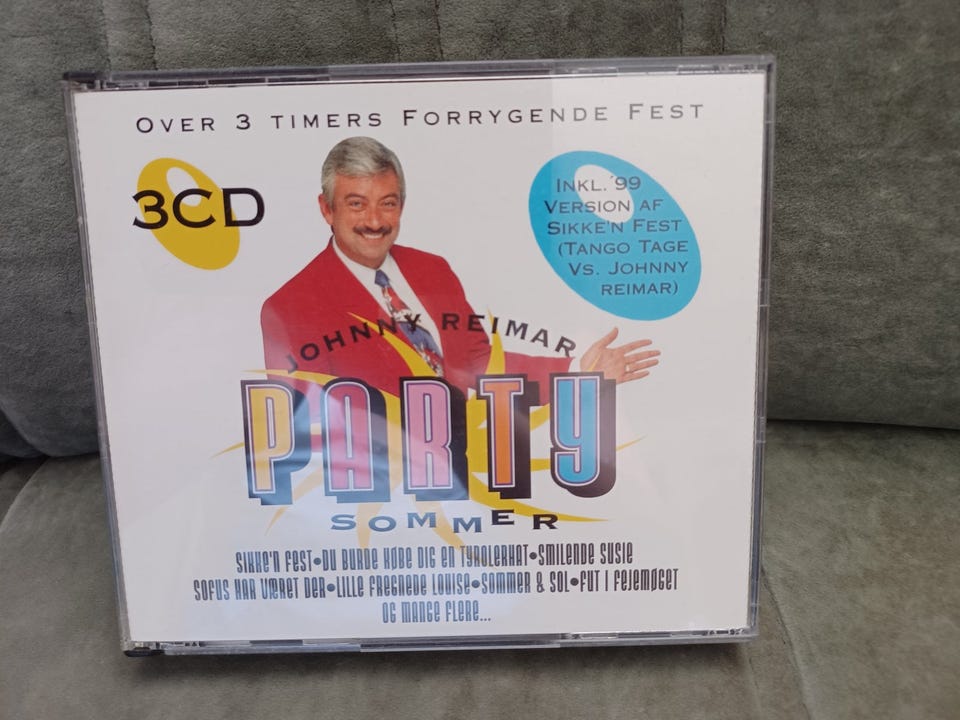 OVER 3 TIMERS FORRYGENDE FEST
3CD
INKL.´99
VERSION AF
SIKKE'N FEST
(TANGO TAGE
VS. JOHNNY
REIMAR)
JOHNNY REIMAR
PARTY
SOMMER
SIKKE'N FEST•DU BURDE KØBE DIG EN TYROLERHAT•SMILENDE SUSIE
SOFUS HAR VÆRET DER•LILLE FREGNEDE LOUISE•SOMMER & SOL•FUT I FEJEMØGET
OG MANGE FLERE...